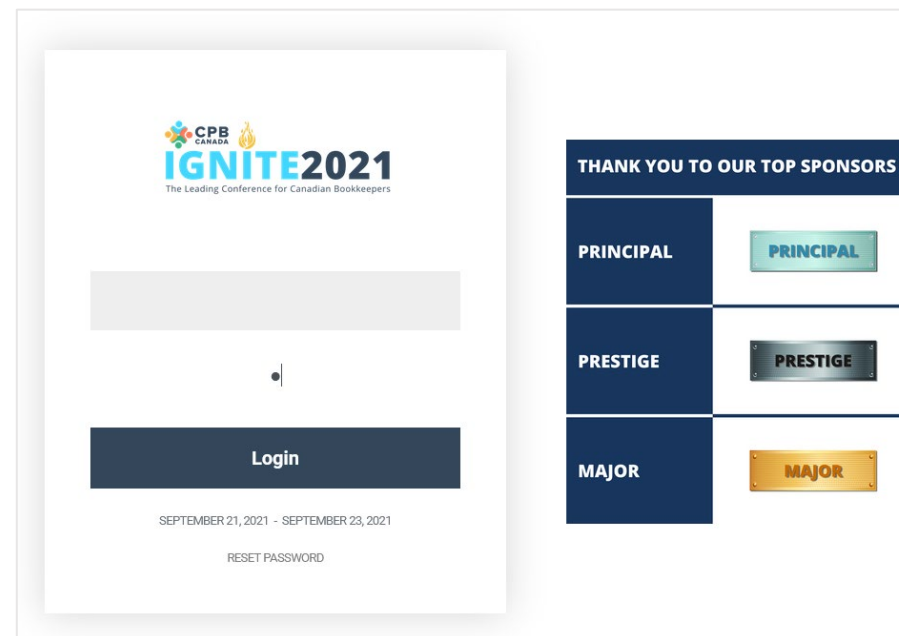 CPB
CANADA
IGNITE2021
The Leading Conference for Canadian Bookkeepers
●
Login
SEPTEMBER 21, 2021 - SEPTEMBER 23, 2021
RESET PASSWORD
THANK YOU TO OUR TOP SPONSORS
PRINCIPAL
PRINCIPAL
PRESTIGE
PRESTIGE
MAJOR
MAJOR